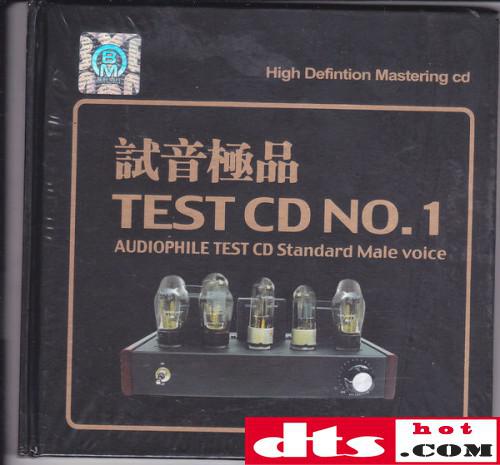 BM
High Defintion Mastering cd
試音極品
TEST CD NO.1
AUDIOPHILE TEST CD Standard Male voice
dts
hot
.COM